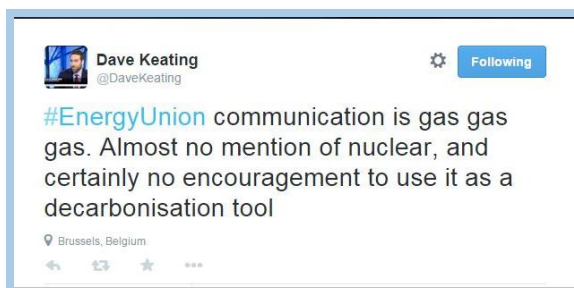 Dave Keating
@DaveKeating
Following
#EnergyUnion communication is gas gas
gas. Almost no mention of nuclear, and
certainly no encouragement to use it as a
decarbonisation tool
Brussels, Belgium